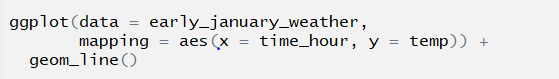 ggplot(data = early_january_weather,
       mapping = aes(x = time_hour, y = temp)) +
  geom_line()